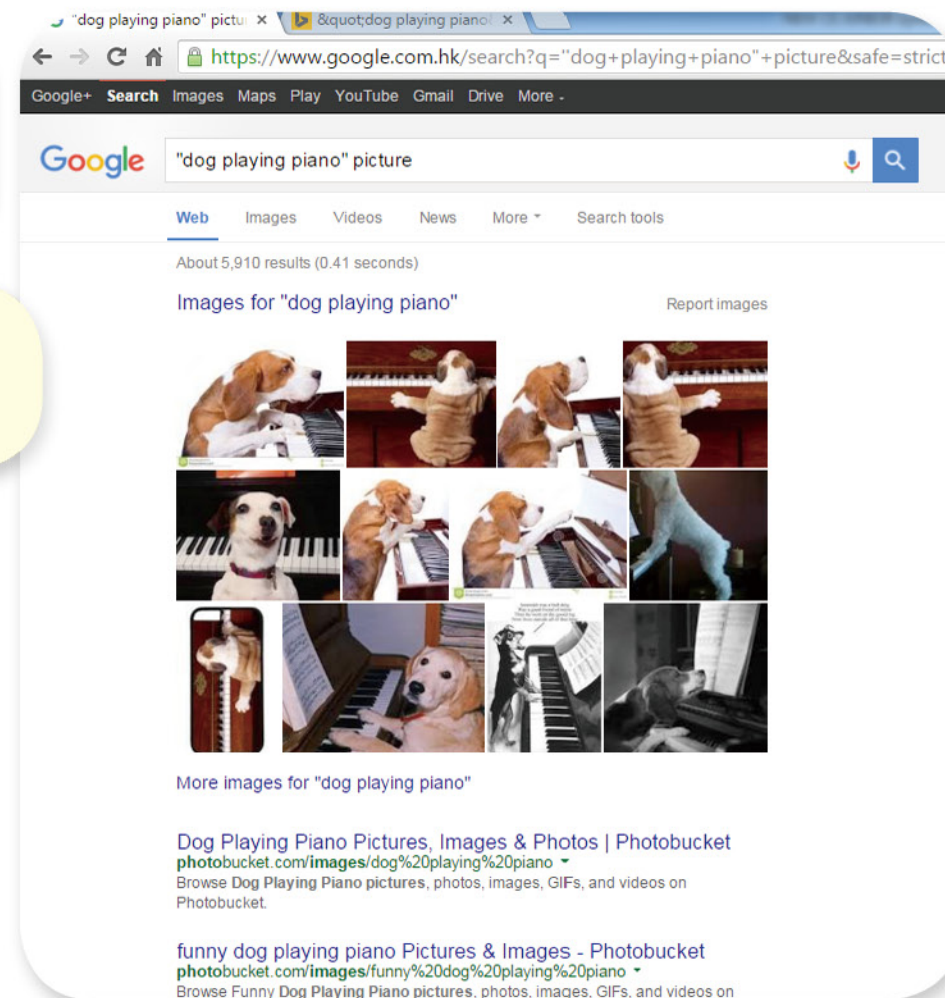 "dog playing piano" pictu
&quot;dog playing piano&
https://www.google.com.hk/search?q="dog+playing+piano"+picture&safe=strict
Google+ Search Images Maps Play YouTube Gmail Drive More
Google "dog playing piano" picture
Web Images Videos News More Search tools
About 5,910 results (0.41 seconds)
Images for "dog playing piano" Report images
More images for "dog playing piano"
Dog Playing Piano Pictures, Images & Photos | Photobucket
photobucket.com/images/dog%20playing%20piano
Browse Dog Playing Piano pictures, photos, images, GIFs, and videos on
Photobucket.
funny dog playing piano Pictures & Images - Photobucket
photobucket.com/images/funny%20dog%20playing%20piano
Browse Funny Dog Playing Piano pictures, photos, images, GIFs, and videos on